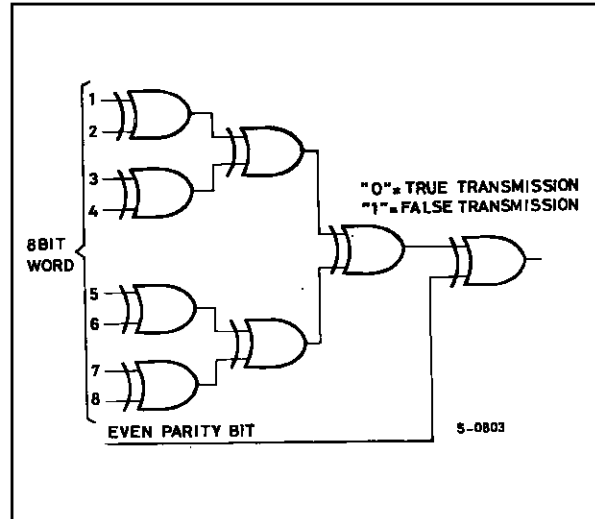 1
2
3
4
"0"= TRUE TRANSMISSION
"1"= FALSE TRANSMISSION
8BIT
WORD
5
6
7
8
EVEN PARITY BIT
S-0803